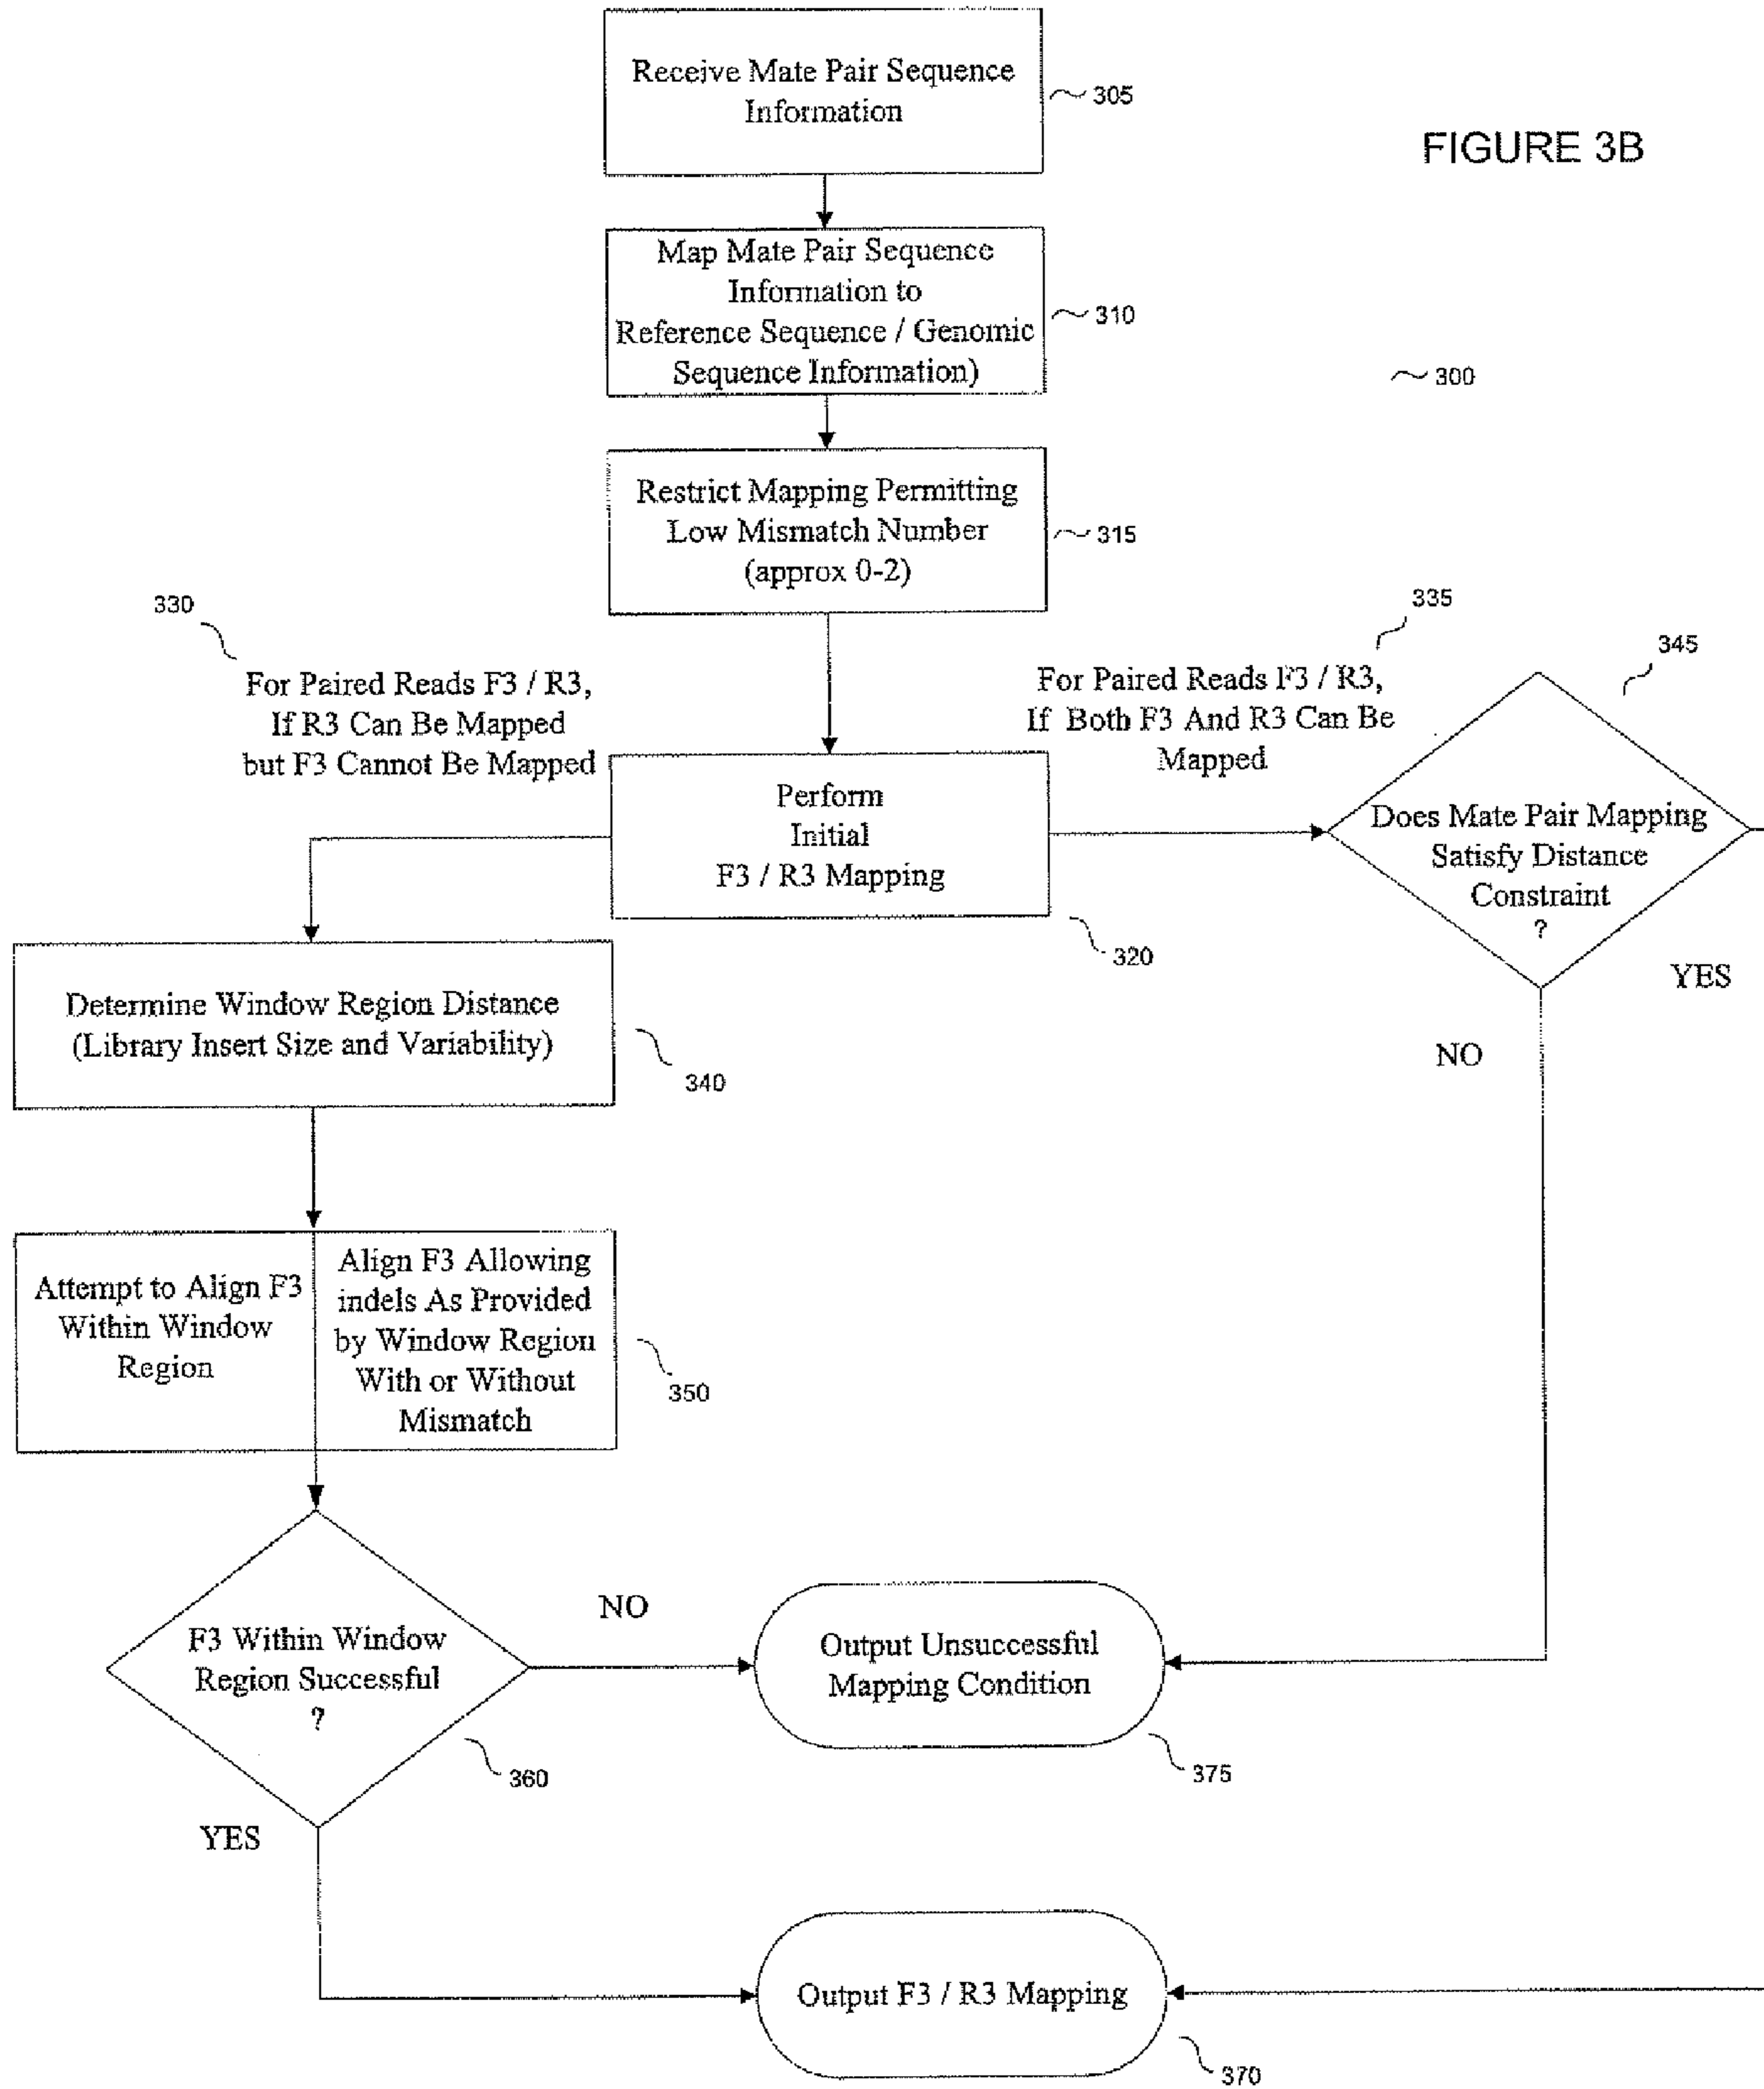 Receive Mate Pair Sequence
Information
305
FIGURE 3B
Map Mate Pair Sequence
Information to
Reference Sequence / Genomic
Sequence Information)
310
300
Restrict Mapping Permitting
Low Mismatch Number
(approx 0-2)
315
330
For Paired Reads F3 / R3,
If R3 Can Be Mapped
but F3 Cannot Be Mapped
335
For Paired Reads F3 / R3,
If Both F3 And R3 Can Be
Mapped
345
Perform
Initial
F3 / R3 Mapping
320
Does Mate Pair Mapping
Satisfy Distance
Constraint
?
YES
NO
Determine Window Region Distance
(Library Insert Size and Variability)
340
Attempt to Align F3
Within Window
Region
Align F3 Allowing
indels As Provided
by Window Region
With or Without
Mismatch
350
F3 Within Window
Region Successful
?
360
NO
YES
Output Unsuccessful
Mapping Condition
375
Output F3 / R3 Mapping
370